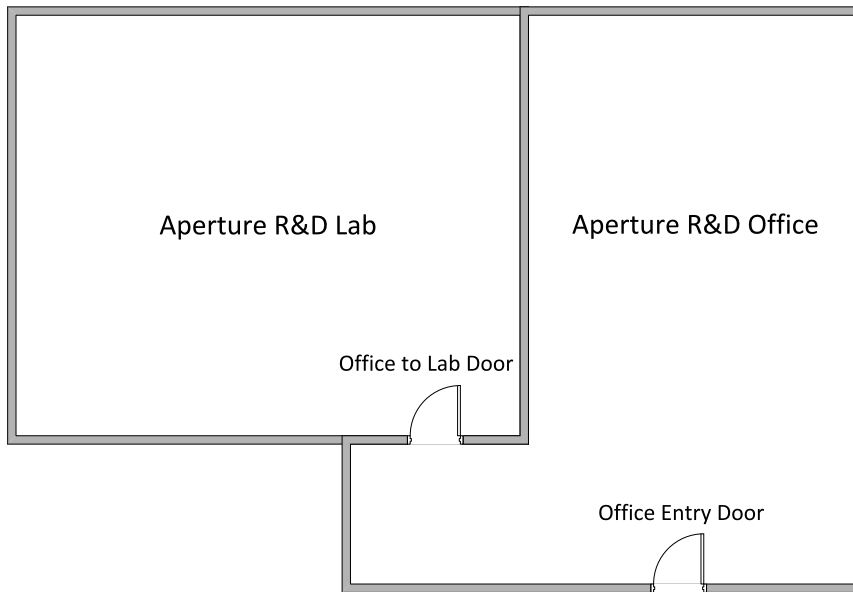 Aperture R&D Lab
Aperture R&D Office
Office to Lab Door
Office Entry Door